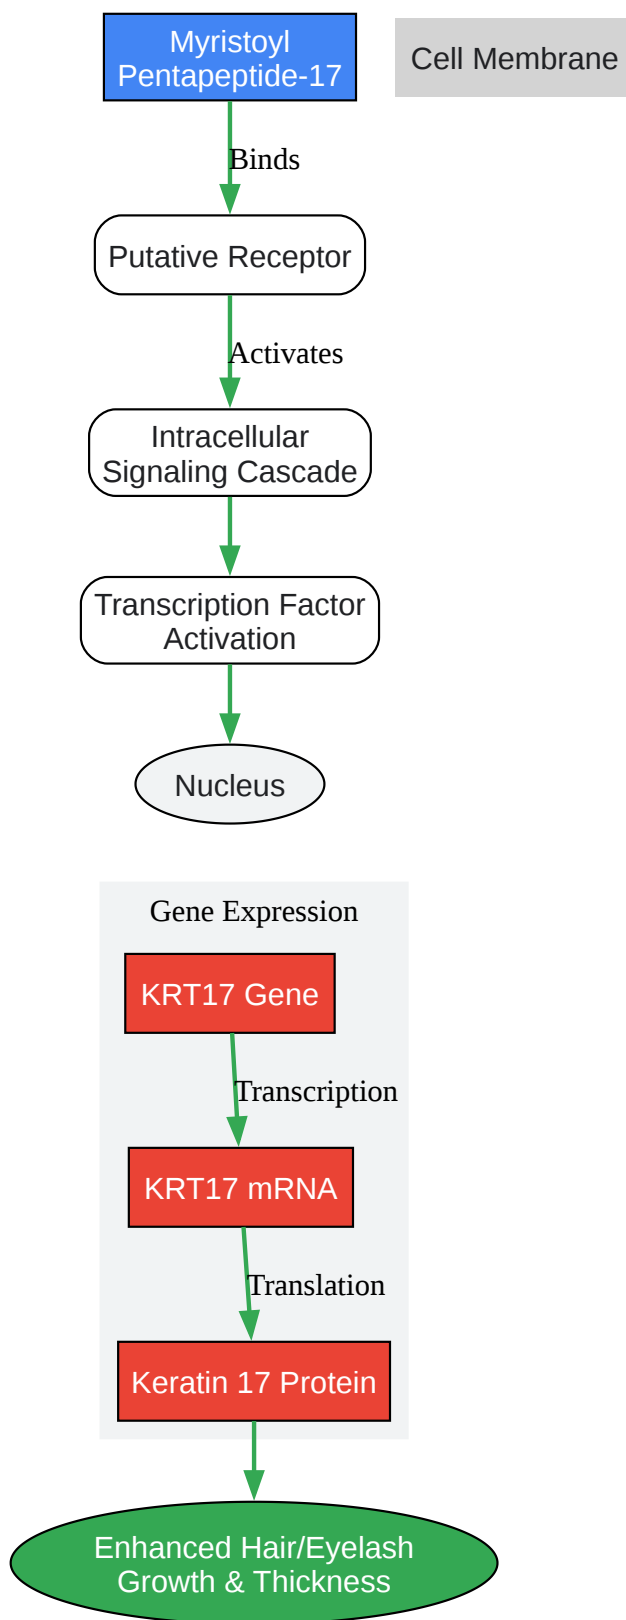 Myristoyl
Pentapeptide-17
Cell Membrane
Binds
Putative Receptor
Activates
Intracellular
Signaling Cascade
Transcription Factor
Activation
Nucleus
Gene Expression
KRT17 Gene
Transcription
KRT17 mRNA
Translation
Keratin 17 Protein
Enhanced Hair/Eyelash
Growth & Thickness